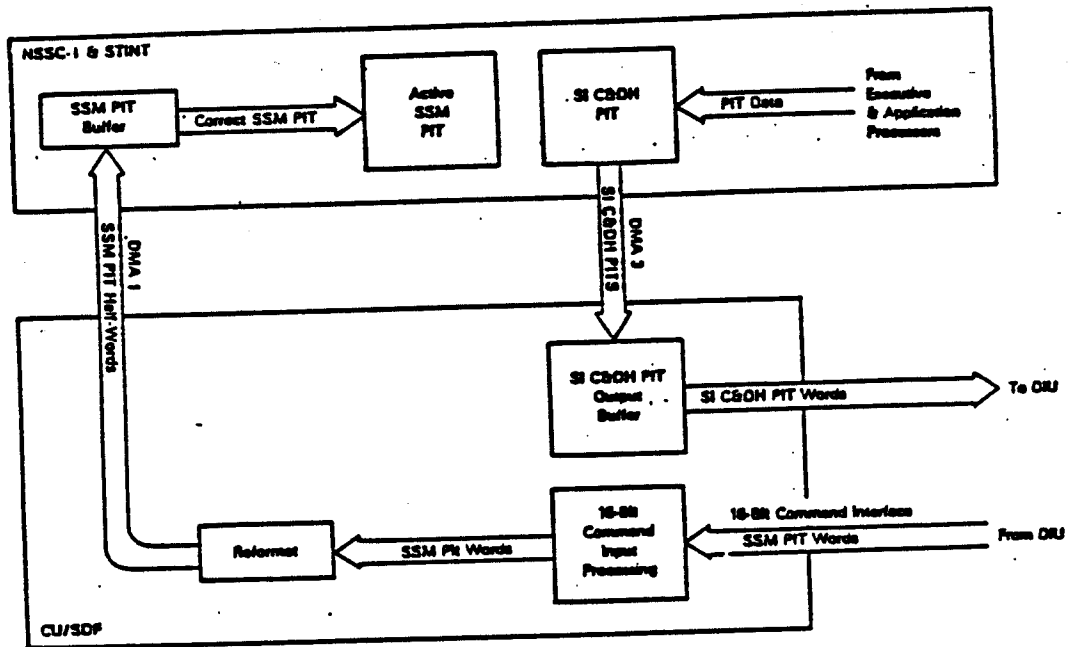 NSSC-I & STINT
SSM PIT
Buffer
Correct SSM PIT
Active
SSM
PIT
SI C&DH
PIT
PIT Data
From
Executive
& Application
Processors
DMA 1
SSM PIT Half-Words
DMA 3
SI C&DH PITS
SI C&DH PIT
Output
Buffer
SI C&DH PIT Words
To DIU
16-Bit
Command
Input
Processing
16-Bit Command Interface
SSM PIT Words
From DIU
SSM Pit Words
Reformat
CU/SDF